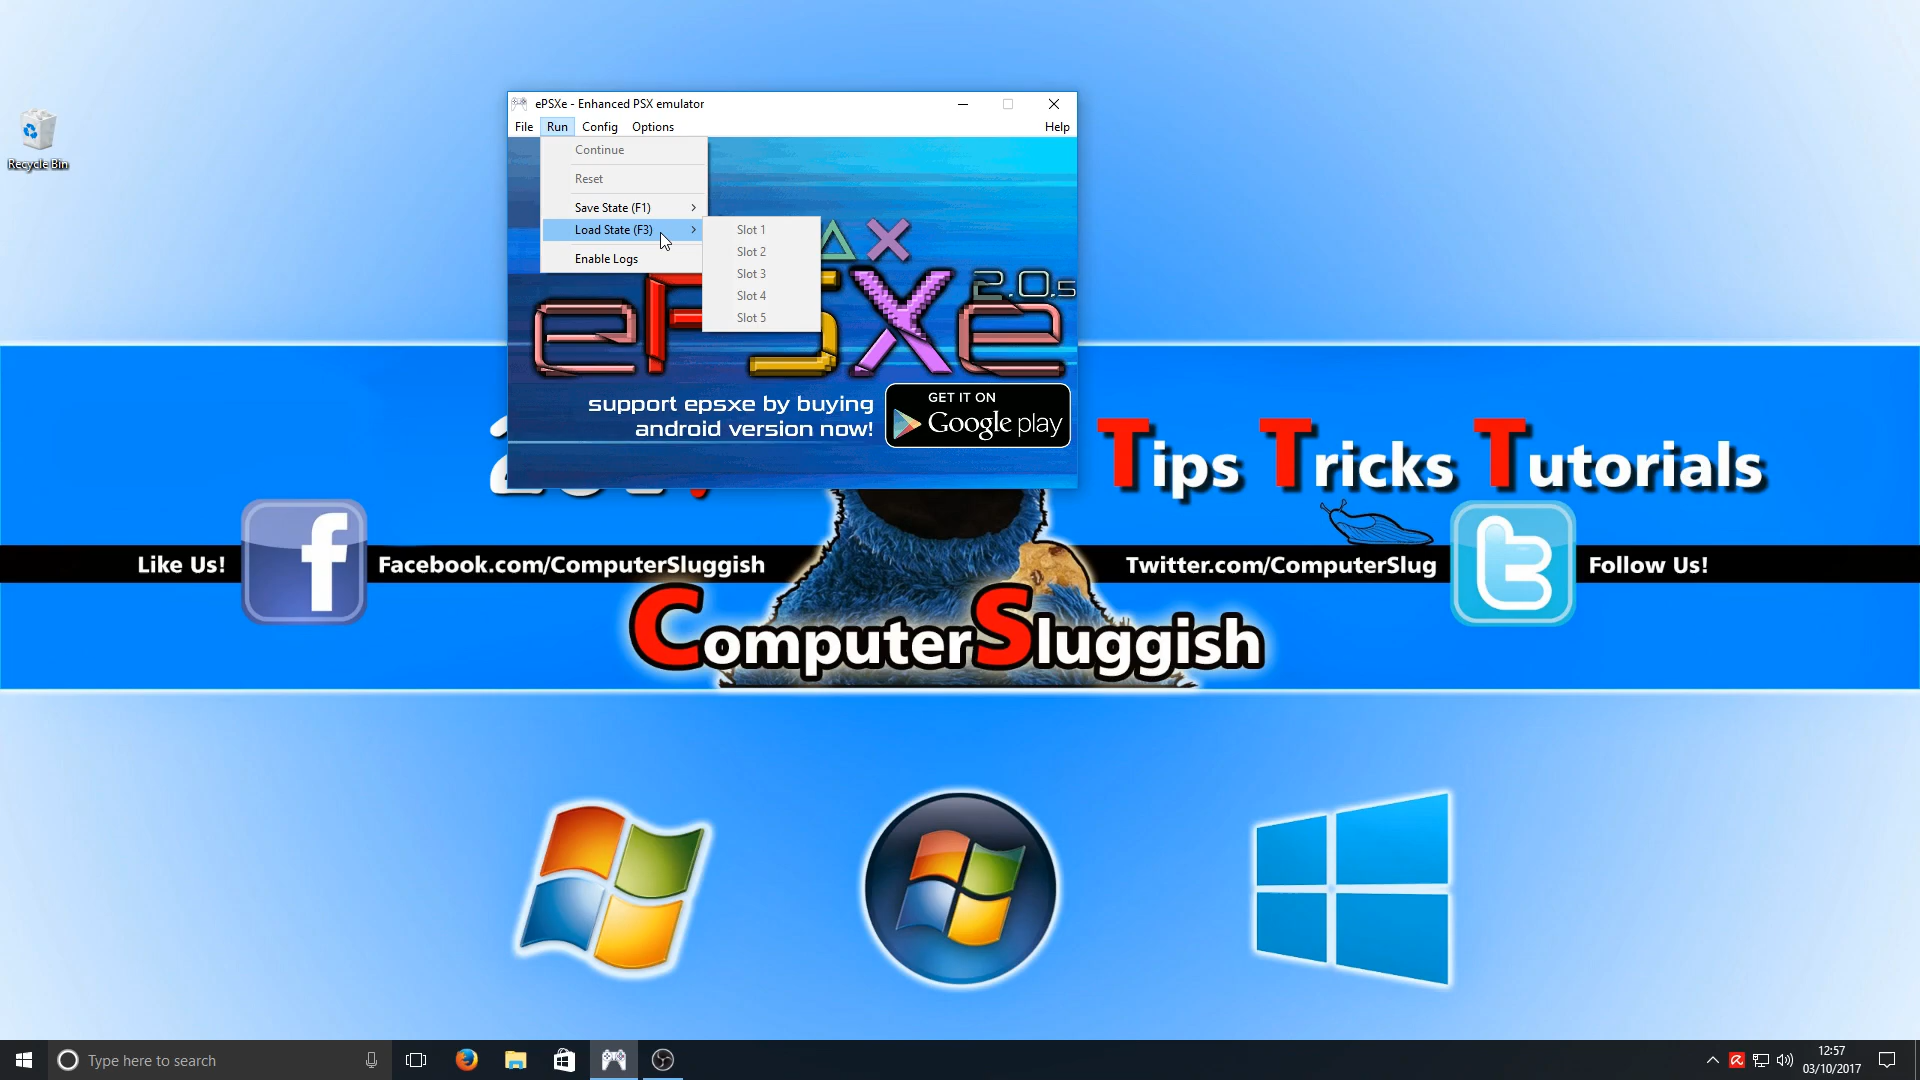 Recycle Bin
ePSXe - Enhanced PSX emulator
File Run Config Options Help
Continue
Reset
Save State (F1)
Load State (F3)
Enable Logs
Slot 1
Slot 2
Slot 3
Slot 4
Slot 5
ePSXe
2.0.5
support epsxe by buying
android version now!
GET IT ON
Google play
Tips Tricks Tutorials
Like Us!
Facebook.com/ComputerSluggish
Twitter.com/ComputerSlug
Follow Us!
ComputerSluggish
Type here to search
12:57
03/10/2017